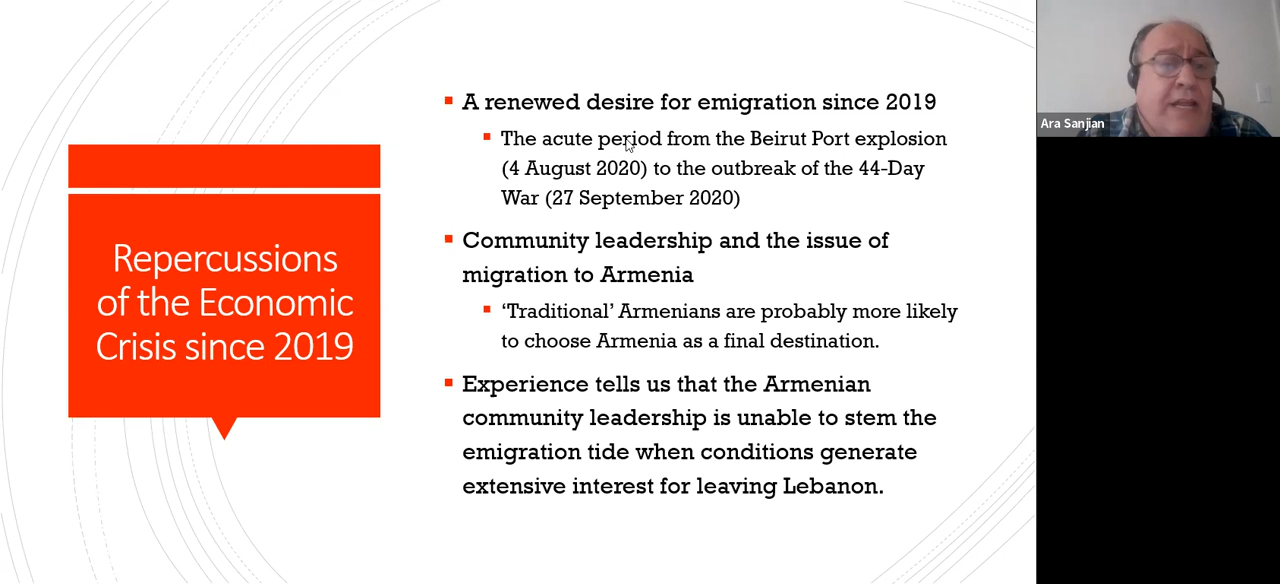 Repercussions
of the Economic
Crisis since 2019
A renewed desire for emigration since 2019
The acute period from the Beirut Port explosion
(4 August 2020) to the outbreak of the 44-Day
War (27 September 2020)
Community leadership and the issue of
migration to Armenia
‘Traditional’ Armenians are probably more likely
to choose Armenia as a final destination.
Experience tells us that the Armenian
community leadership is unable to stem the
emigration tide when conditions generate
extensive interest for leaving Lebanon.
Ara Sanjian